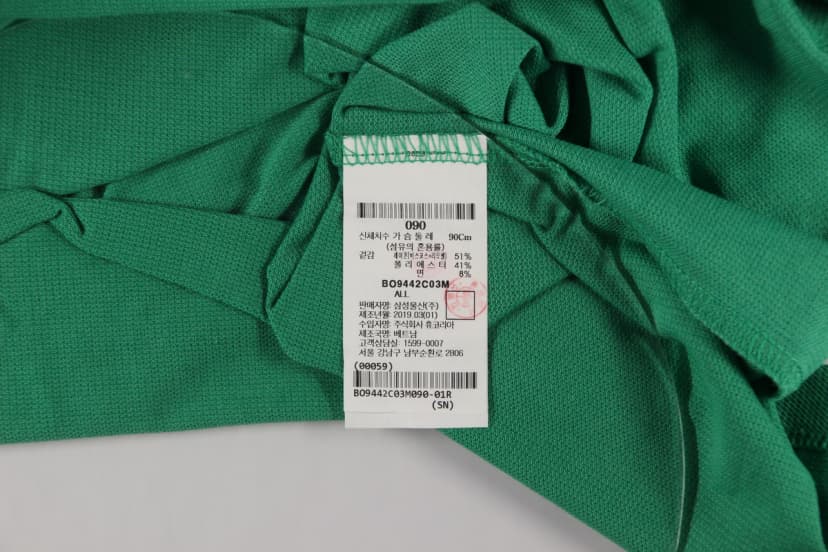 090
신체치수 가 슴 둘 레 90Cm
(섬유의 혼용률)
겉감 51%
폴 리 에 스 터 41%
면 8%
BO9442C03M
ALL
판매자명: 삼성물산(주)
제조년월: 2019.03(01)
수입자명: 주식회사 휴코리아
제조국명: 베트남
고객상담실: 1599-0007
서울 강남구 남부순환로 2806
(00059)
BO9442C03M090-01R
(SN)